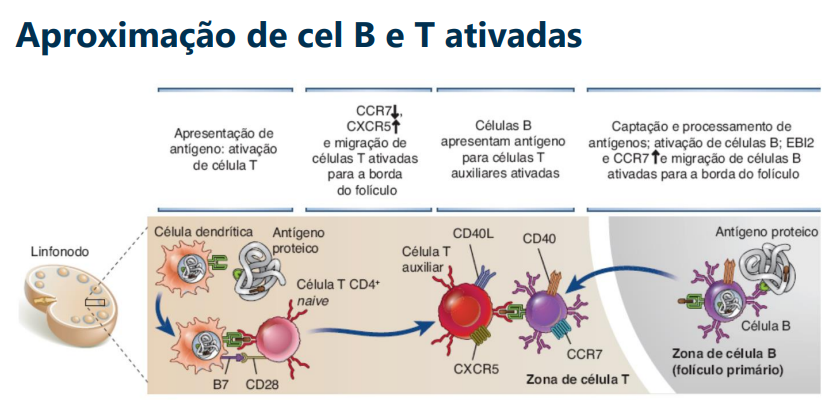 Aproximação de cel B e T ativadas
Apresentação de
antígeno: ativação
de célula T
CCR7↓,
CXCR5↑
e migração de
células T ativadas
para a borda
do folículo
Células B
apresentam antígeno
para células T
auxiliares ativadas
Captação e processamento de
antígenos; ativação de células B; EBI2
e CCR7↑e migração de células B
ativadas para a borda do folículo
Linfonodo
Célula dendrítica
Antígeno
proteico
Célula T CD4+
naive
B7
CD28
CD40L
Célula T
auxiliar
CD40
CXCR5
CCR7
Zona de célula T
Antígeno proteico
Célula B
Zona de célula B
(folículo primário)